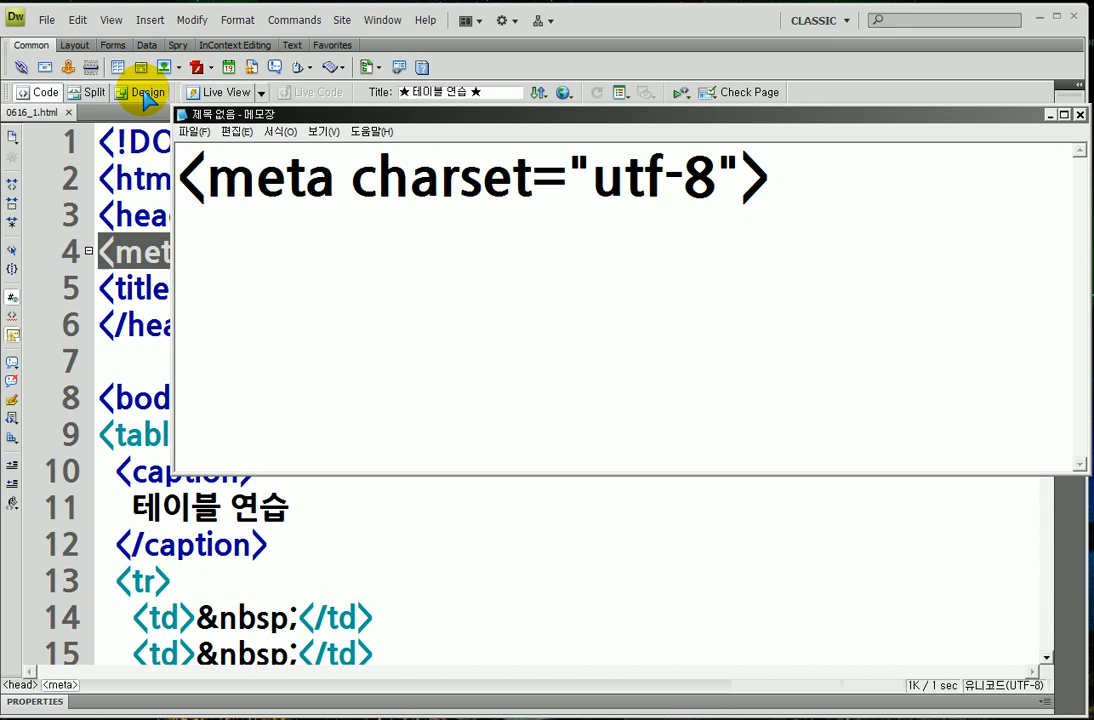 Dw File Edit View Insert Modify Format Commands Site Window Help CLASSIC
Common Layout Forms Data Spry InContext Editing Text Favorites
Code Split Design Live View Live Code Title: ★ 테이블 연습 ★ Check Page
0616_1.html
제목 없음 - 메모장
파일(F) 편집(E) 서식(O) 보기(V) 도움말(H)
<meta charset="utf-8">
1 <!DO
2 <htm
3 <hea
4 <met
5 <title
6 </hea
7
8 <bod
9 <tabl
10 <caption>
11 테이블 연습
12 </caption>
13 <tr>
14 <td>&nbsp;</td>
15 <td>&nbsp;</td>
<head> <meta> 1K / 1 sec 유니코드(UTF-8)
PROPERTIES